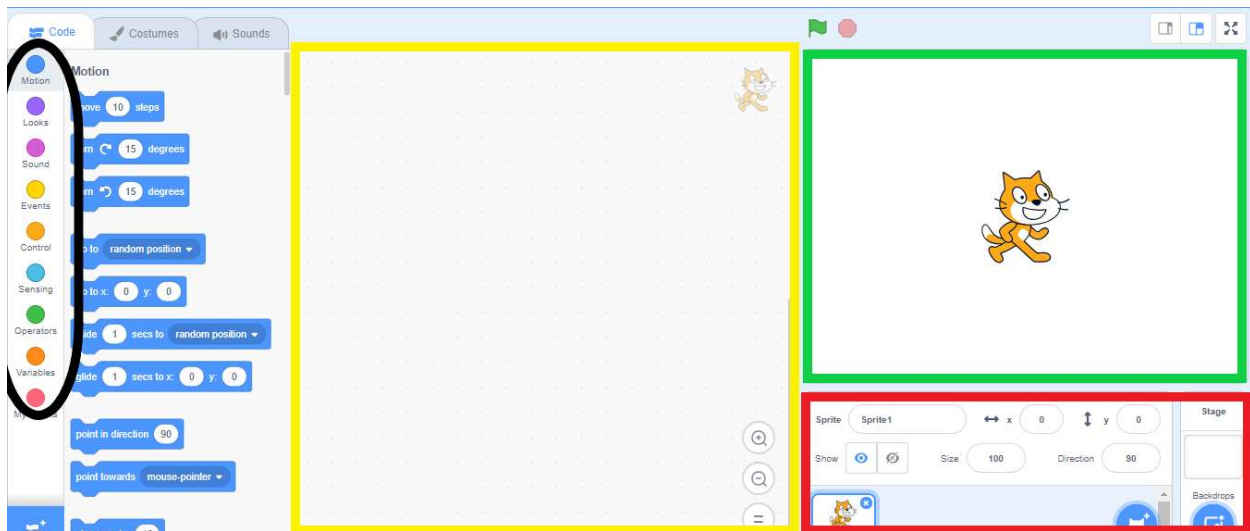 Code Costumes Sounds
Motion
Looks
Sound
Events
Control
Sensing
Operators
Variables
Motion
10 steps
15 degrees
15 degrees
to random position
to x: 0 y: 0
1 secs to random position
glide 1 secs to x: 0 y: 0
point in direction 90
point towards mouse-pointer
Sprite Sprite1 x 0 y 0
Show Size 100 Direction 90
Stage
Backdrops